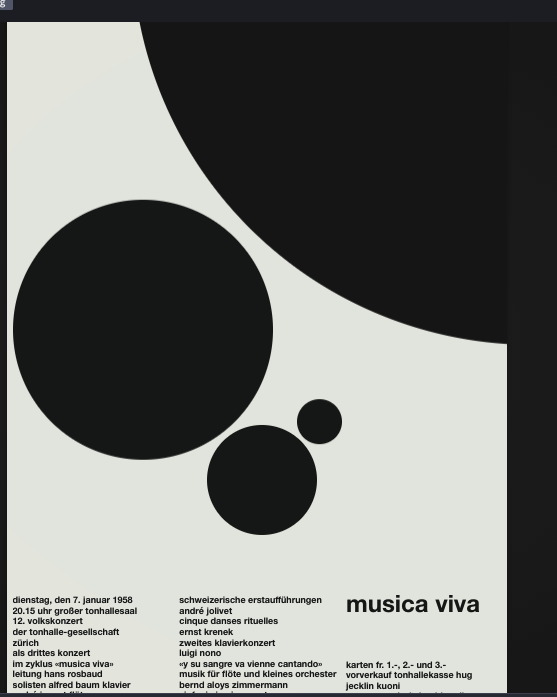 dienstag, den 7. januar 1958
20.15 uhr großer tonhallesaal
12. volkskonzert
der tonhalle-gesellschaft
zürich
als drittes konzert
im zyklus «musica viva»
leitung hans rosbaud
solisten alfred baum klavier
schweizerische erstaufführungen
andré jolivet
cinque danses rituelles
ernst krenek
zweites klavierkonzert
luigi nono
«y su sangre va vienne cantando»
musik für flöte und kleines orchester
bernd aloys zimmermann
musica viva
karten fr. 1.-, 2.- und 3.-
vorverkauf tonhallekasse hug
jecklin kuoni